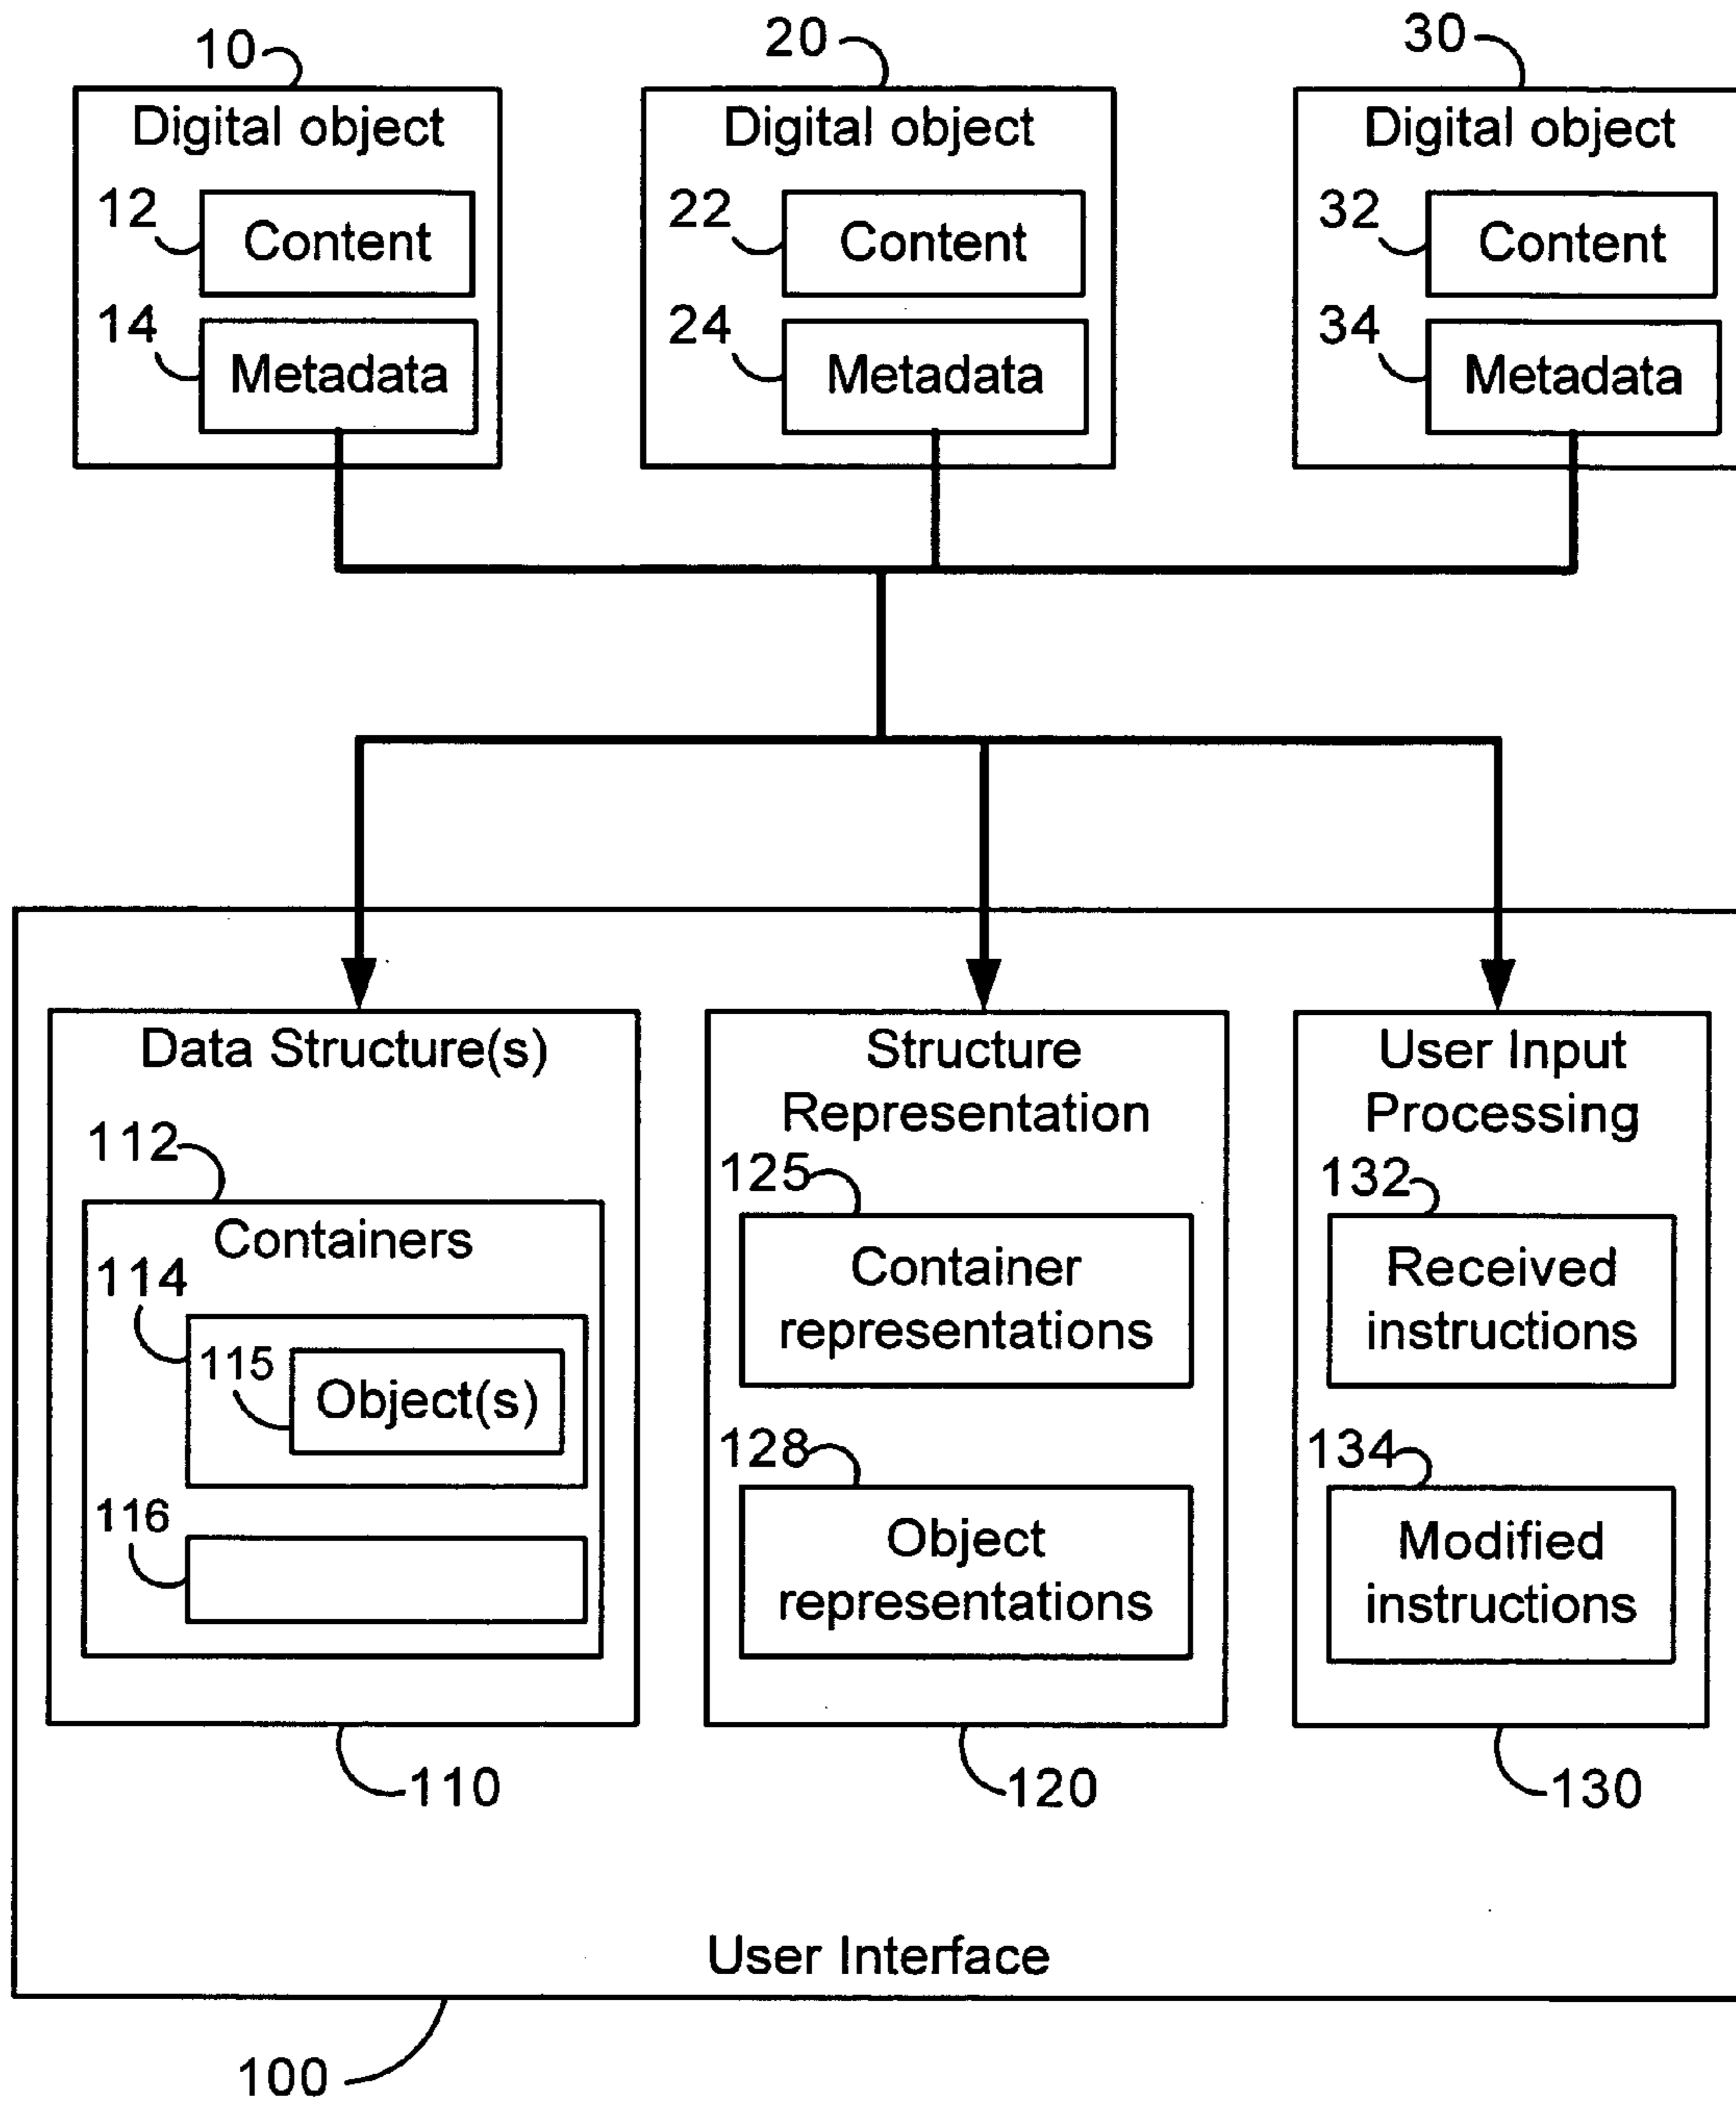 10
20
30
Digital object
Digital object
Digital object
12
Content
22
Content
32
Content
14
Metadata
24
Metadata
34
Metadata
Data Structure(s)
112
Containers
114
115
Object(s)
116
110
Structure
Representation
125
Container
representations
128
Object
representations
120
User Input
Processing
132
Received
instructions
134
Modified
instructions
130
User Interface
100